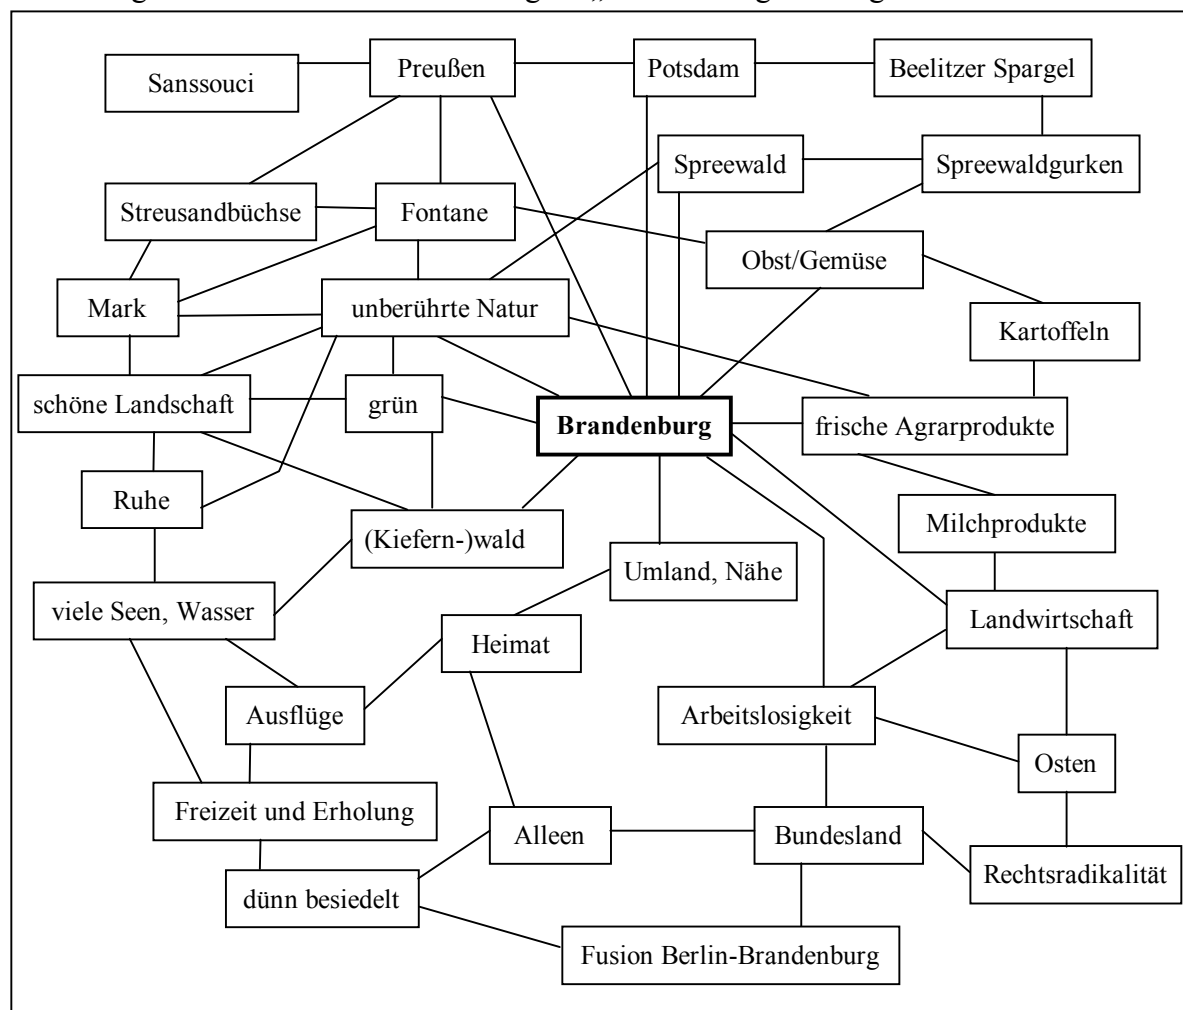 Sanssouci
Preußen
Potsdam
Beelitzer Spargel
Spreewald
Spreewaldgurken
Streusandbüchse
Fontane
Obst/Gemüse
Mark
unberührte Natur
Kartoffeln
schöne Landschaft
grün
Brandenburg
frische Agrarprodukte
Ruhe
(Kiefern-)wald
Milchprodukte
Umland, Nähe
viele Seen, Wasser
Heimat
Landwirtschaft
Ausflüge
Arbeitslosigkeit
Osten
Freizeit und Erholung
Alleen
Bundesland
Rechtsradikalität
dünn besiedelt
Fusion Berlin-Brandenburg